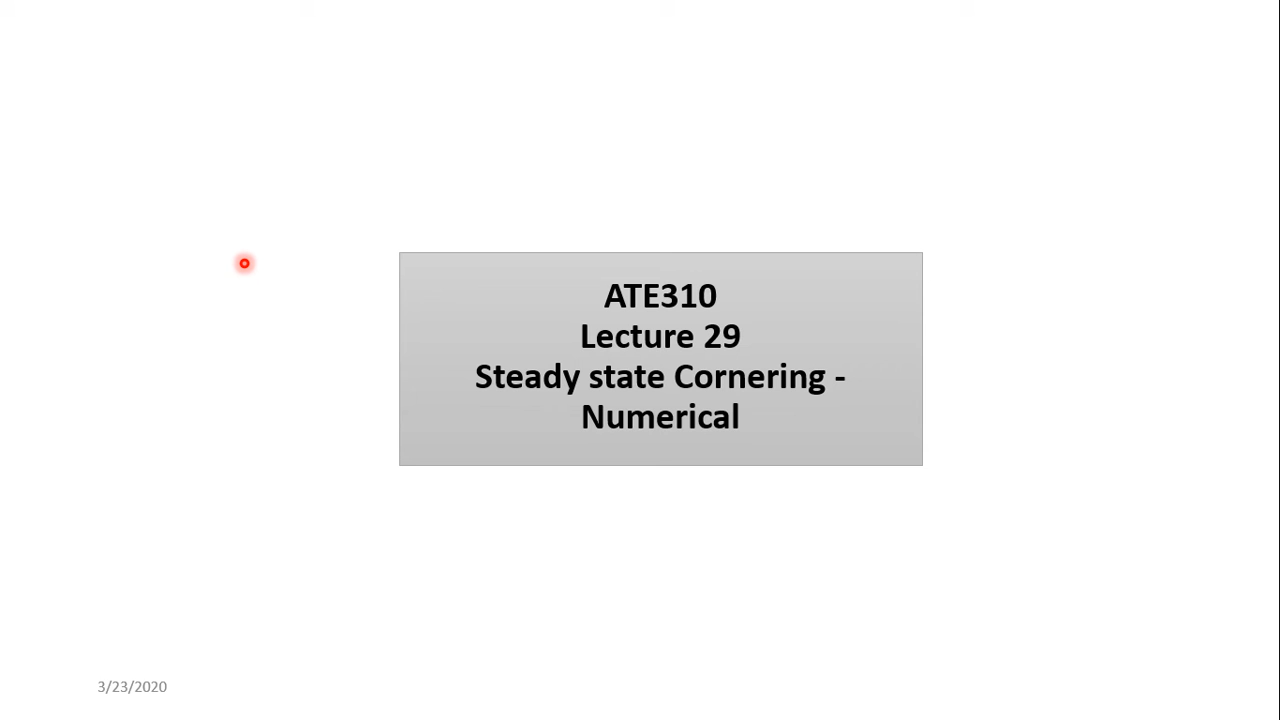 ATE310
Lecture 29
Steady state Cornering -
Numerical
3/23/2020